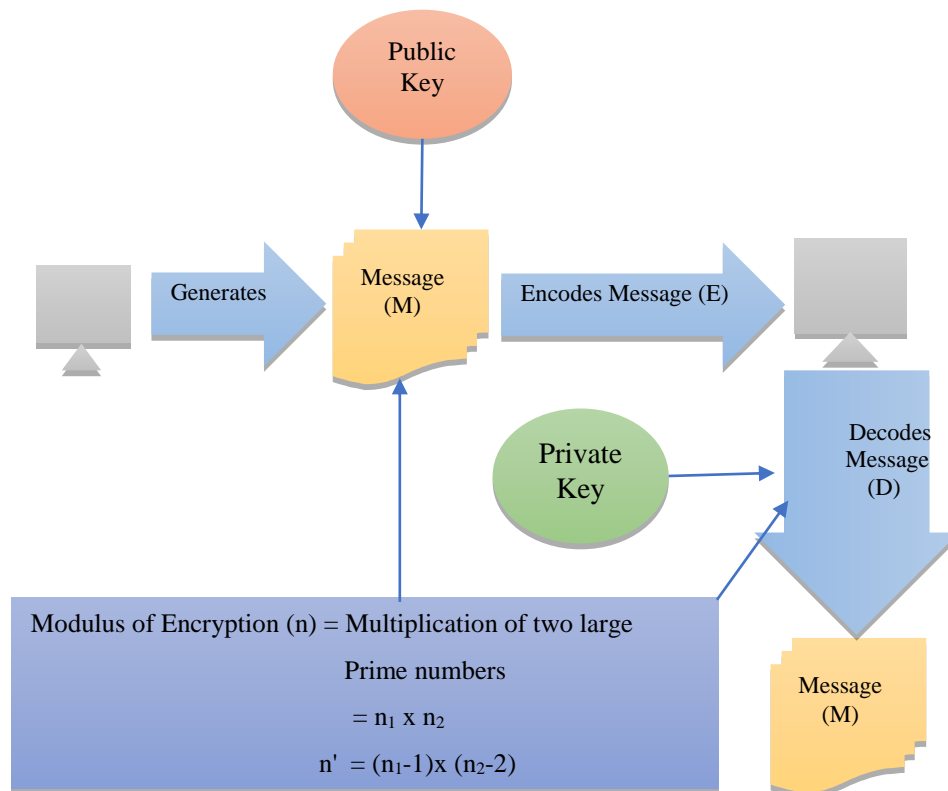 Public
Key
Generates
Message
(M)
Encodes Message (E)
Private
Key
Decodes
Message
(D)
Modulus of Encryption (n) = Multiplication of two large
Prime numbers
= n₁ x n₂
n' = (n₁-1)x (n₂-2)
Message
(M)